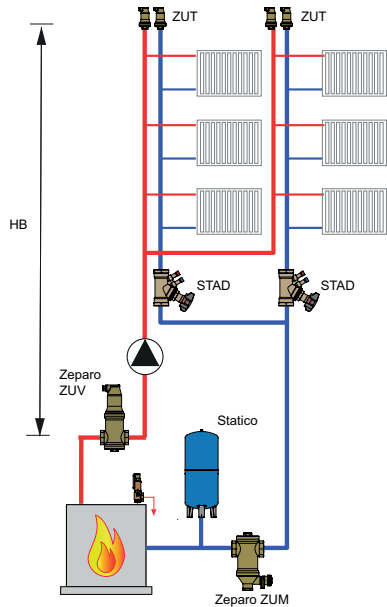 ZUT
ZUT
HB
STAD
STAD
Zeparo
ZUV
Statico
Zeparo ZUM